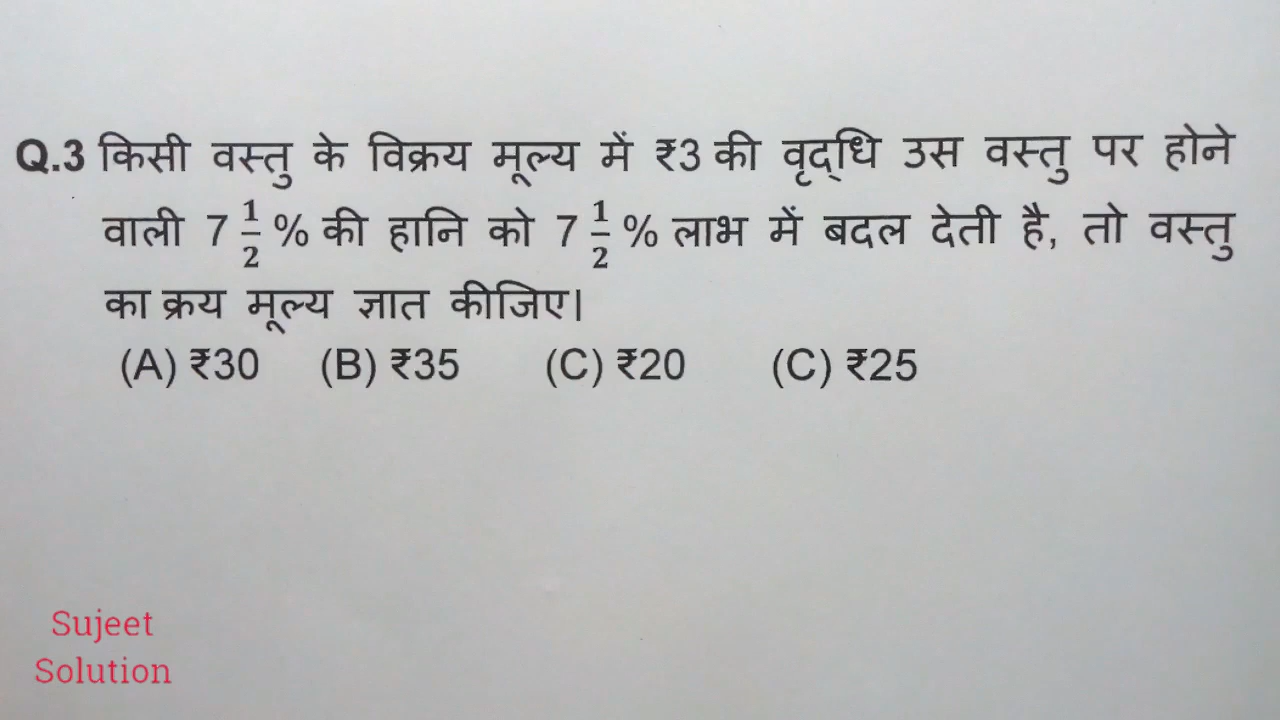 Q.3 किसी वस्तु के विक्रय मूल्य में ₹3 की वृद्धि उस वस्तु पर होने
वाली 7 1/2 % की हानि को 7 1/2 % लाभ में बदल देती है, तो वस्तु
का क्रय मूल्य ज्ञात कीजिए।
(A) ₹30 (B) ₹35 (C) ₹20 (C) ₹25
Sujeet
Solution